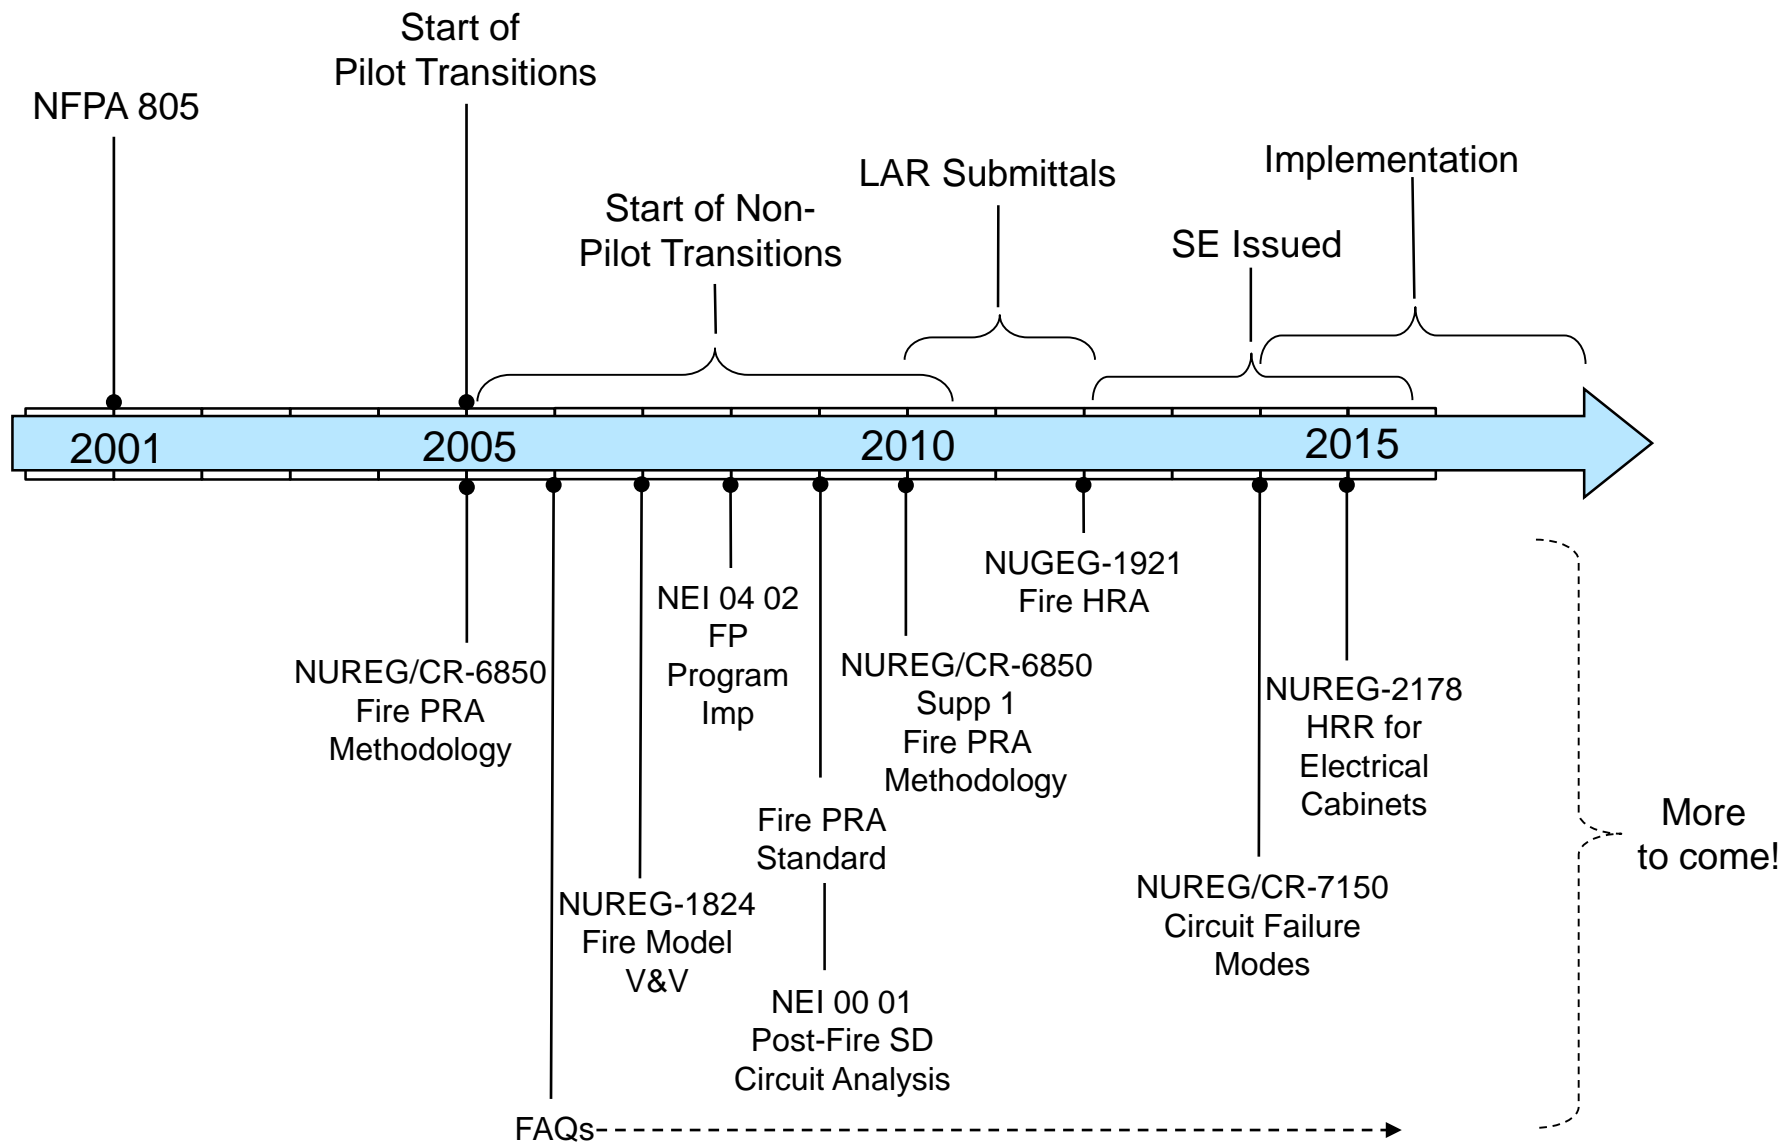 Start of
Pilot Transitions
NFPA 805
Implementation
LAR Submittals
Start of Non-
Pilot Transitions
SE Issued
2001
2005
2010
2015
NUGEG-1921
Fire HRA
NEI 04 02
FP
Program
Imp
NUREG/CR-6850
Fire PRA
Methodology
NUREG/CR-6850
Supp 1
Fire PRA
Methodology
NUREG-2178
HRR for
Electrical
Cabinets
Fire PRA
Standard
More
to come!
NUREG-1824
Fire Model
V&V
NUREG/CR-7150
Circuit Failure
Modes
NEI 00 01
Post-Fire SD
Circuit Analysis
FAQs